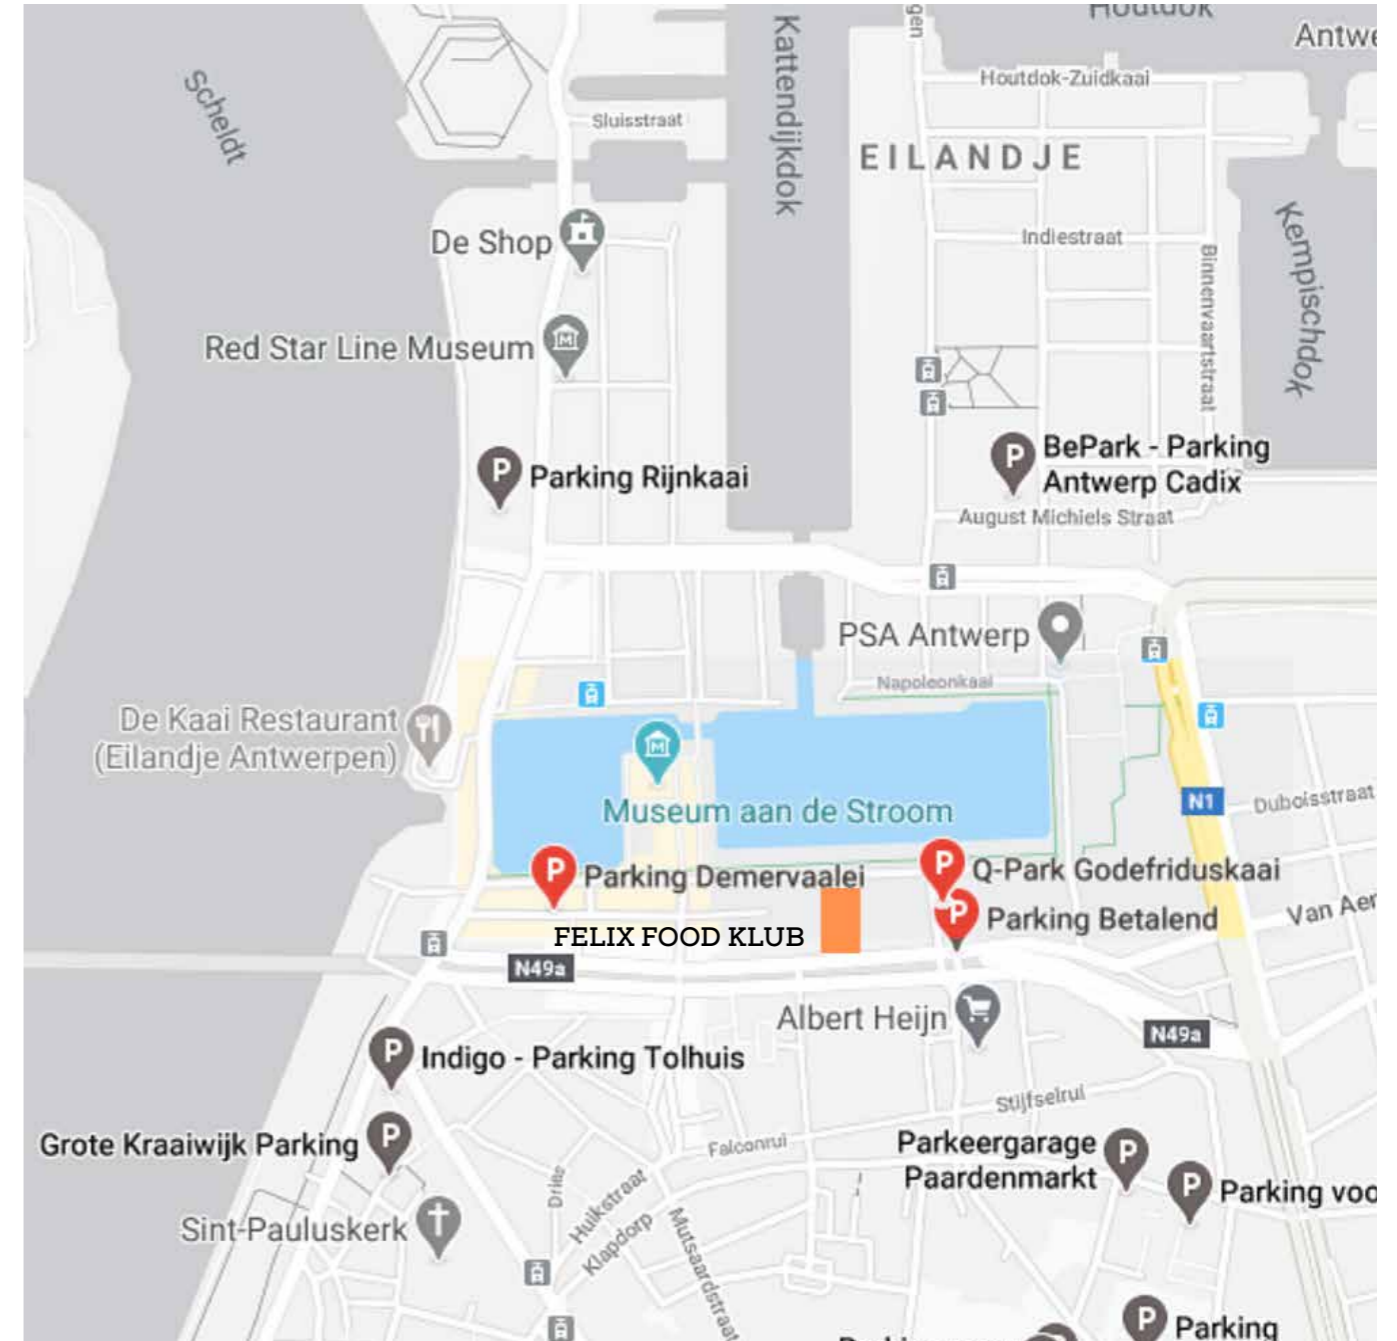 Houtdok
Antwe
gen
Kattendijkdok
Scheldt
Houtdok-Zuidkaai
Sluisstraat
EILANDJE
Kempischdok
De Shop
Indiestraat
Binnenvaartstraat
Red Star Line Museum
BePark - Parking
Antwerp Cadix
Parking Rijnkaai
August Michiels Straat
PSA Antwerp
Napoleonkaai
De Kaai Restaurant
(Eilandje Antwerpen)
Museum aan de Stroom
N1
Duboisstraat
Parking Demervaalei
Q-Park Godefriduskaai
Parking Betalend
Van Aer
FELIX FOOD KLUB
N49a
Albert Heijn
N49a
Indigo - Parking Tolhuis
Stijfselrui
Grote Kraaiwijk Parking
Falconrui
Parkeergarage
Paardenmarkt
Parking voo
Dries
Huikstraat
Klapdorp
Mutsaardstraat
Sint-Pauluskerk
Parking